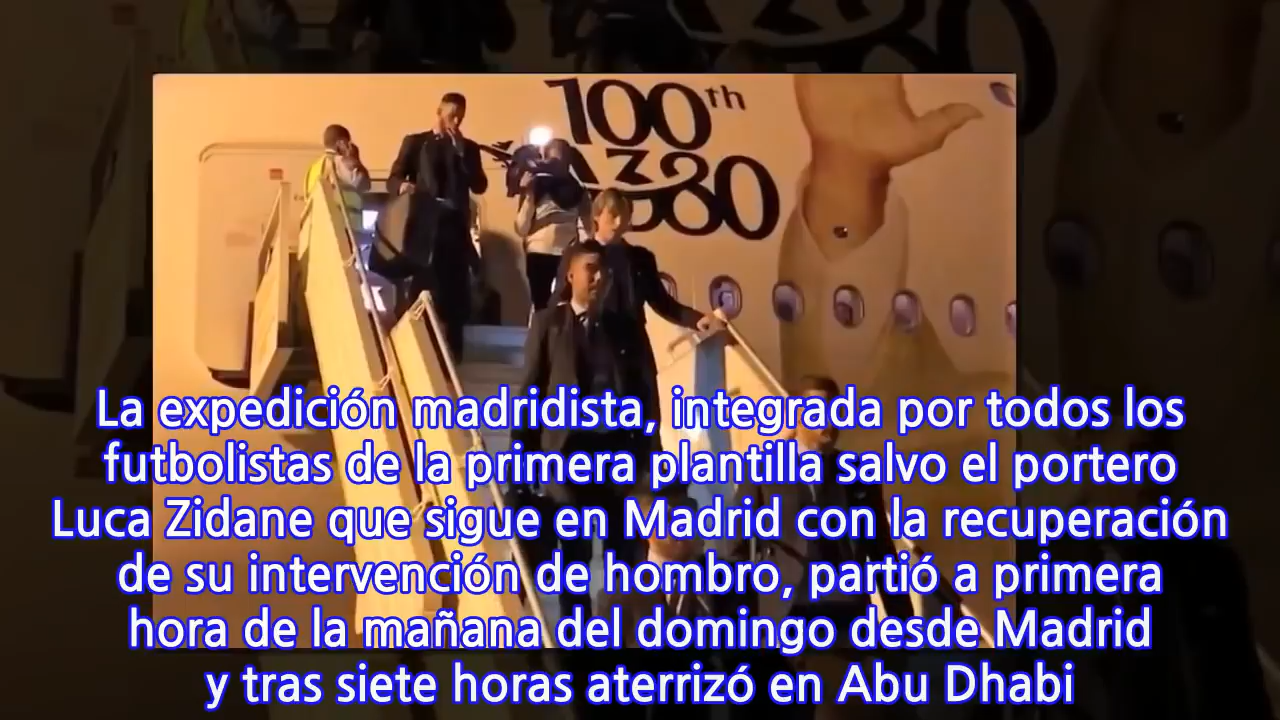 100th
A380
La expedición madridista, integrada por todos los
futbolistas de la primera plantilla salvo el portero
Luca Zidane que sigue en Madrid con la recuperación
de su intervención de hombro, partió a primera
hora de la mañana del domingo desde Madrid
y tras siete horas aterrizó en Abu Dhabi